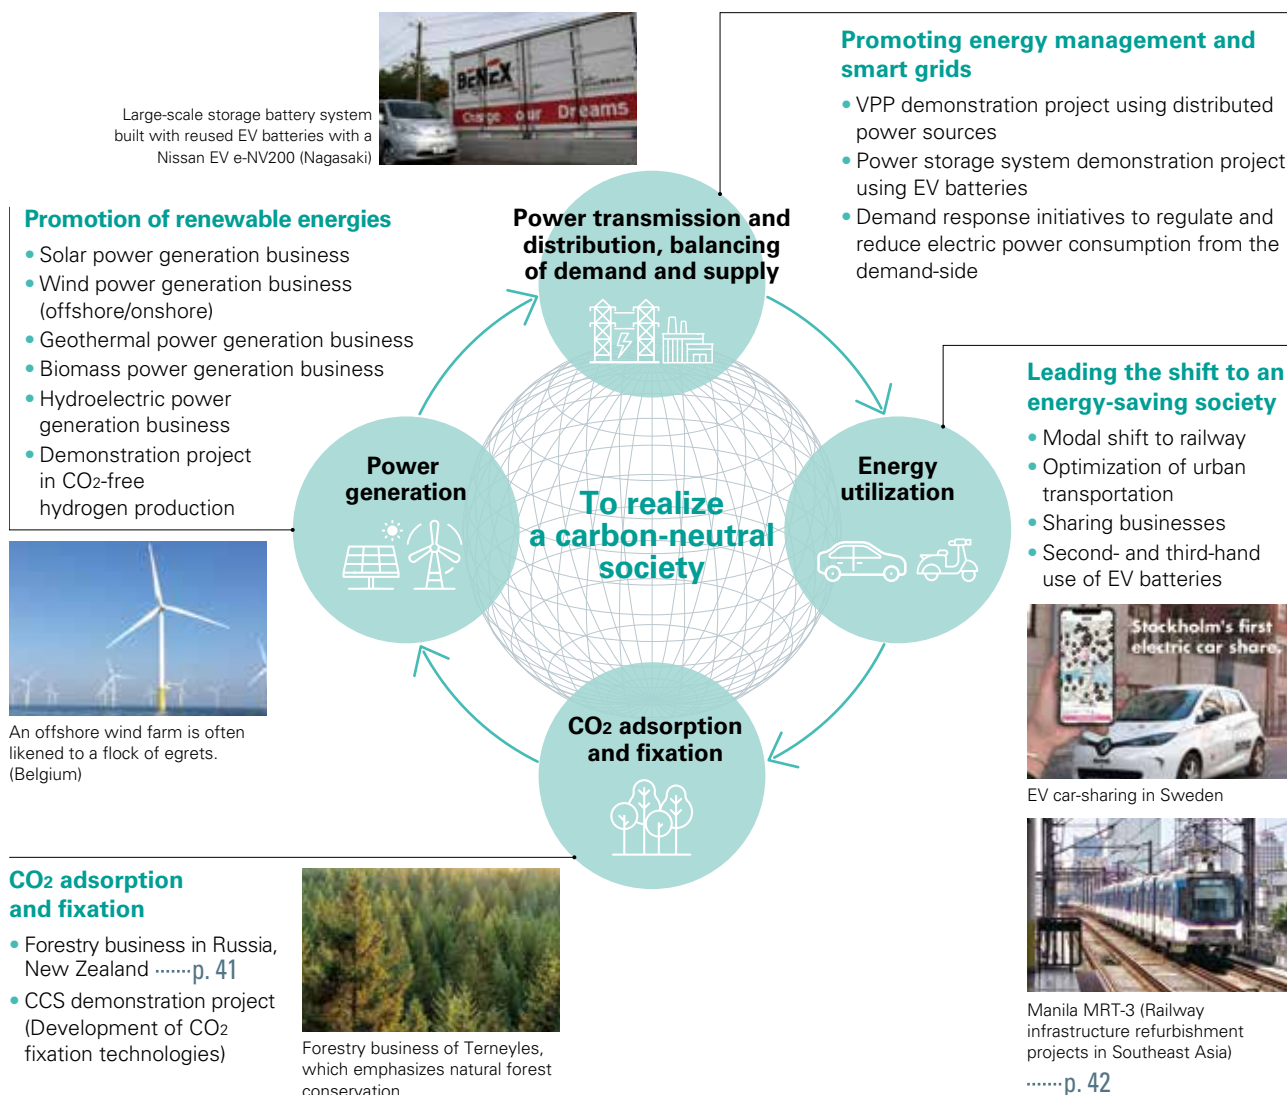 Large-scale storage battery system
built with reused EV batteries with a
Nissan EV e-NV200 (Nagasaki)
BENEX
Charge our Dreams
Promoting energy management and
smart grids
• VPP demonstration project using distributed
power sources
• Power storage system demonstration project
using EV batteries
• Demand response initiatives to regulate and
reduce electric power consumption from the
demand-side
Promotion of renewable energies
• Solar power generation business
• Wind power generation business
(offshore/onshore)
• Geothermal power generation business
• Biomass power generation business
• Hydroelectric power
generation business
• Demonstration project
in CO2-free
hydrogen production
Power transmission and
distribution, balancing
of demand and supply
Power
generation
To realize
a carbon-neutral
society
Energy
utilization
CO2 adsorption
and fixation
Leading the shift to an
energy-saving society
• Modal shift to railway
• Optimization of urban
transportation
• Sharing businesses
• Second- and third-hand
use of EV batteries
Stockholm's first
electric car share.
EV car-sharing in Sweden
An offshore wind farm is often
likened to a flock of egrets.
(Belgium)
CO2 adsorption
and fixation
• Forestry business in Russia,
New Zealand ·······p. 41
• CCS demonstration project
(Development of CO2
fixation technologies)
Forestry business of Terneyles,
which emphasizes natural forest
conservation
Manila MRT-3 (Railway
infrastructure refurbishment
projects in Southeast Asia)
·······p. 42